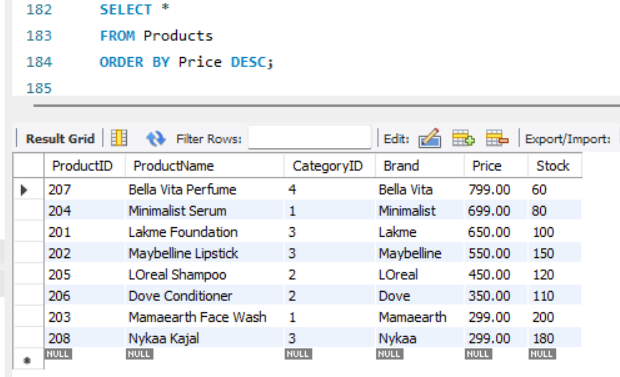 182 SELECT *
183 FROM Products
184 ORDER BY Price DESC;
185
Result Grid Filter Rows: Edit: Export/Import:
ProductID ProductName CategoryID Brand Price Stock
207 Bella Vita Perfume 4 Bella Vita 799.00 60
204 Minimalist Serum 1 Minimalist 699.00 80
201 Lakme Foundation 3 Lakme 650.00 100
202 Maybelline Lipstick 3 Maybelline 550.00 150
205 LOreal Shampoo 2 LOreal 450.00 120
206 Dove Conditioner 2 Dove 350.00 110
203 Mamaearth Face Wash 1 Mamaearth 299.00 200
208 Nykaa Kajal 3 Nykaa 299.00 180
NULL NULL NULL NULL NULL NULL